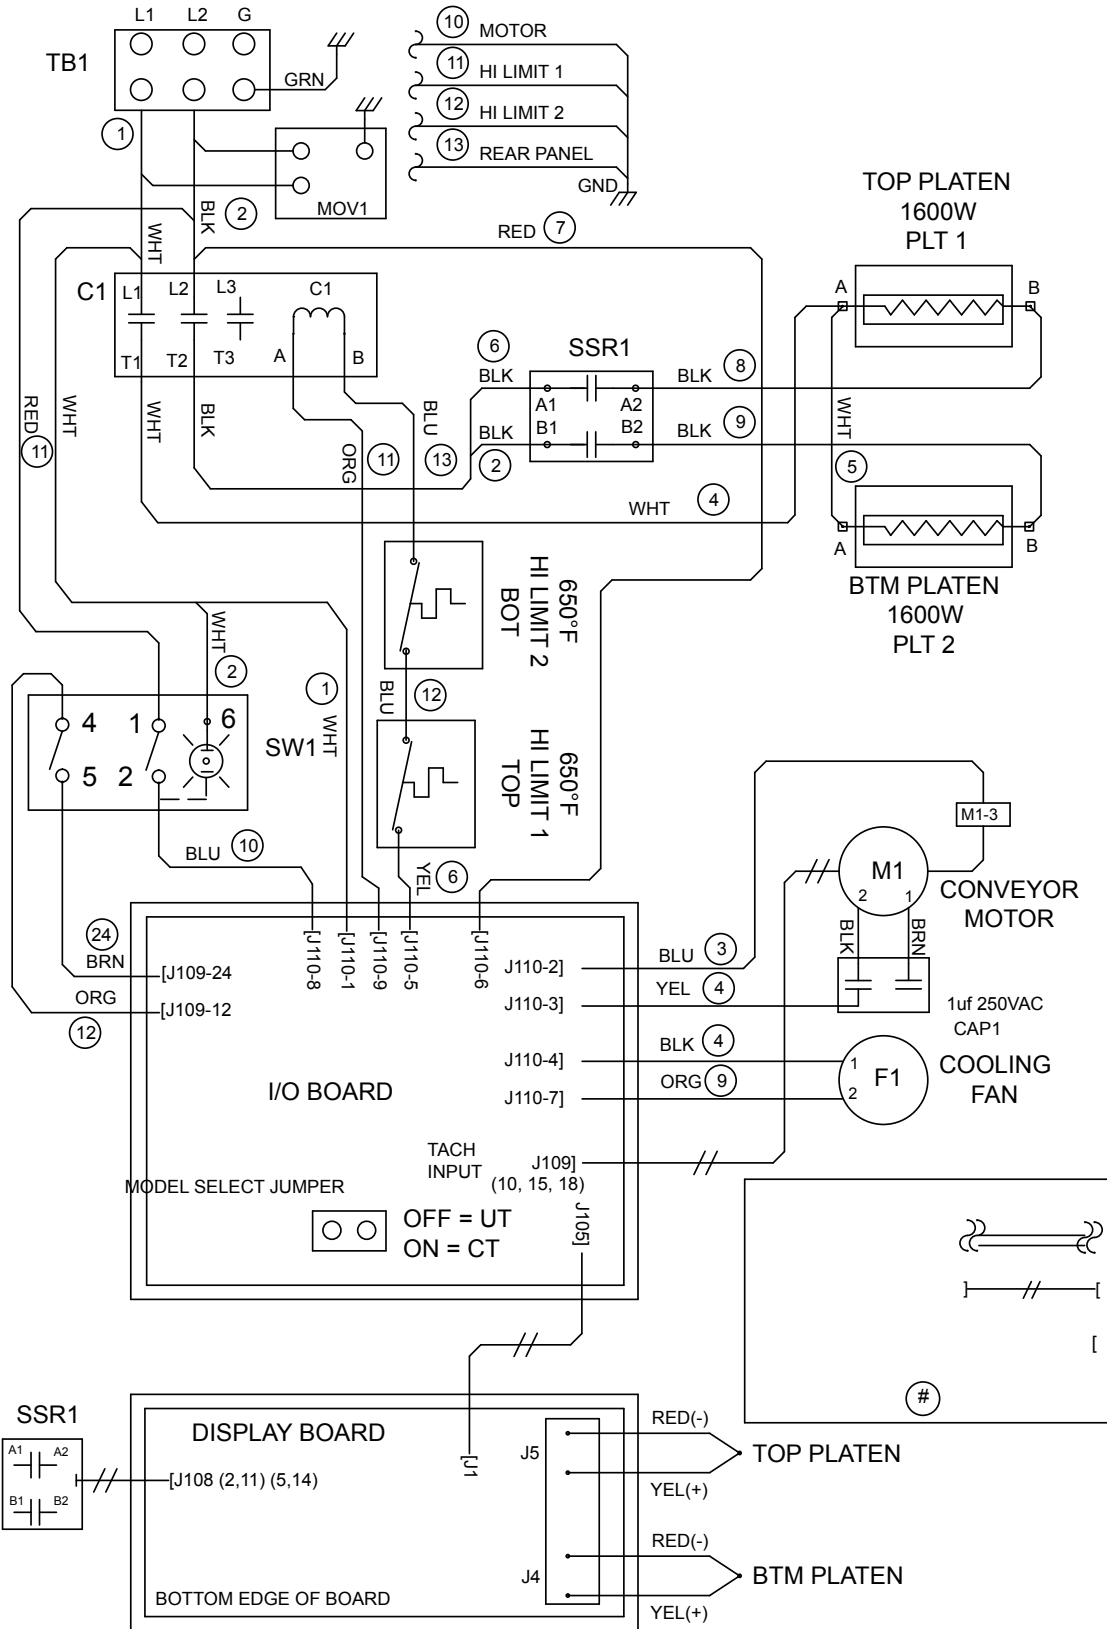 L1 L2 G
TB1
GRN
1
MOV1
BLK 2
WHT
10 MOTOR
11 HI LIMIT 1
12 HI LIMIT 2
13 REAR PANEL
GND
RED 7
TOP PLATEN
1600W
PLT 1
A B
C1
L1 L2 L3 C1
T1 T2 T3 A B
RED
11
WHT
WHT
BLK
ORG
11
BLU
13
6
BLK
BLK
2
SSR1
A1 A2
B1 B2
BLK 8
BLK 9
WHT
5
WHT 4
A B
BTM PLATEN
1600W
PLT 2
650°F
HI LIMIT 2
BOT
BLU
12
650°F
HI LIMIT 1
TOP
YEL
6
WHT
2
SW1
1
WHT
4 1 6
5 2
BLU 10
24
BRN
ORG
12
[J109-24
[J109-12
[J110-8
[J110-1
[J110-9
[J110-5
[J110-6
J110-2]
J110-3]
J110-4]
J110-7]
BLU 3
YEL 4
BLK 4
ORG 9
M1-3
M1
2 1
CONVEYOR
MOTOR
BLK
BRN
1uf 250VAC
CAP1
1
2
F1
COOLING
FAN
I/O BOARD
TACH
INPUT
J109]
(10, 15, 18)
J105]
MODEL SELECT JUMPER
OFF = UT
ON = CT
] [
[
#
SSR1
A1 A2
B1 B2
DISPLAY BOARD
[J108 (2,11) (5,14)
[J1
J5
J4
RED(-)
YEL(+)
TOP PLATEN
RED(-)
YEL(+)
BTM PLATEN
BOTTOM EDGE OF BOARD